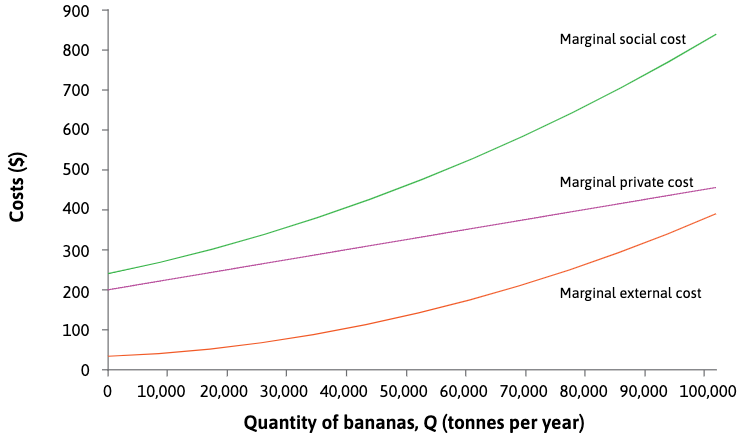 900
800
700
600
500
400
300
200
100
0
Costs ($)
Marginal social cost
Marginal private cost
Marginal external cost
0 10,000 20,000 30,000 40,000 50,000 60,000 70,000 80,000 90,000 100,000
Quantity of bananas, Q (tonnes per year)